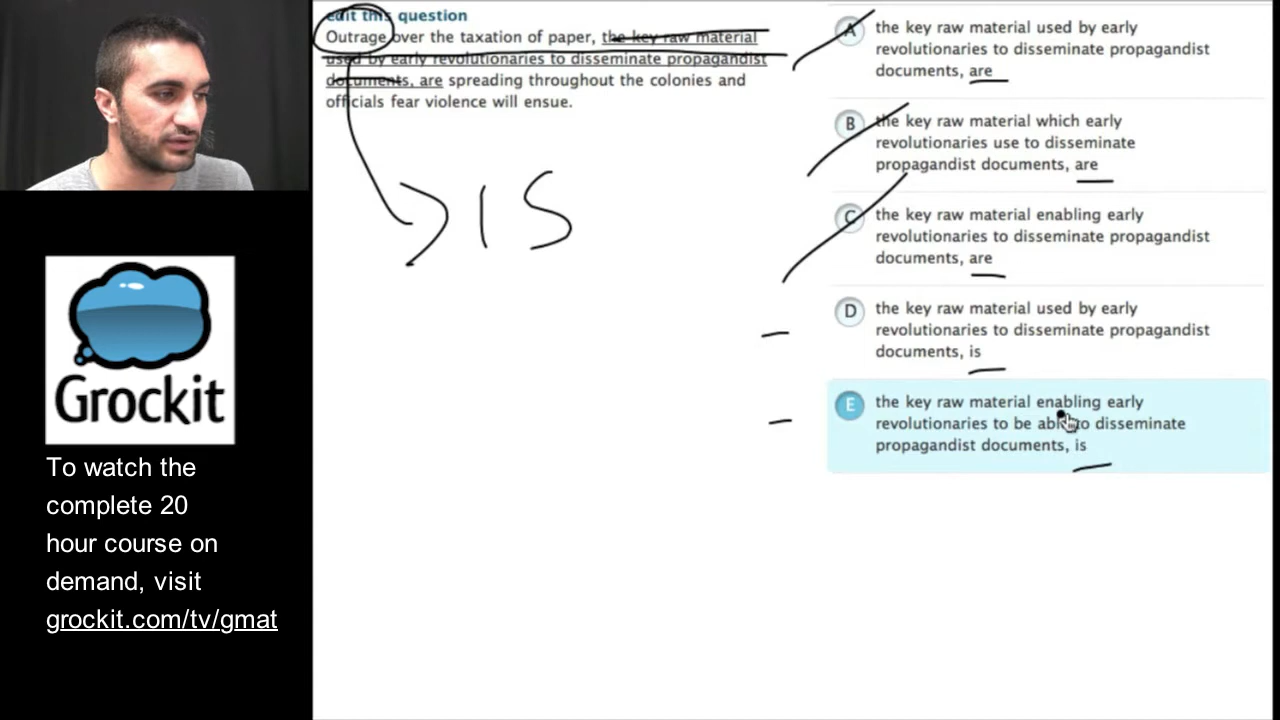 edit this question
Outrage over the taxation of paper, the key raw material
used by early revolutionaries to disseminate propagandist
documents, are spreading throughout the colonies and
officials fear violence will ensue.
IS
A the key raw material used by early
revolutionaries to disseminate propagandist
documents, are
B the key raw material which early
revolutionaries use to disseminate
propagandist documents, are
C the key raw material enabling early
revolutionaries to disseminate propagandist
documents, are
D the key raw material used by early
revolutionaries to disseminate propagandist
documents, is
E the key raw material enabling early
revolutionaries to be able to disseminate
propagandist documents, is
Grockit
To watch the
complete 20
hour course on
demand, visit
grockit.com/tv/gmat